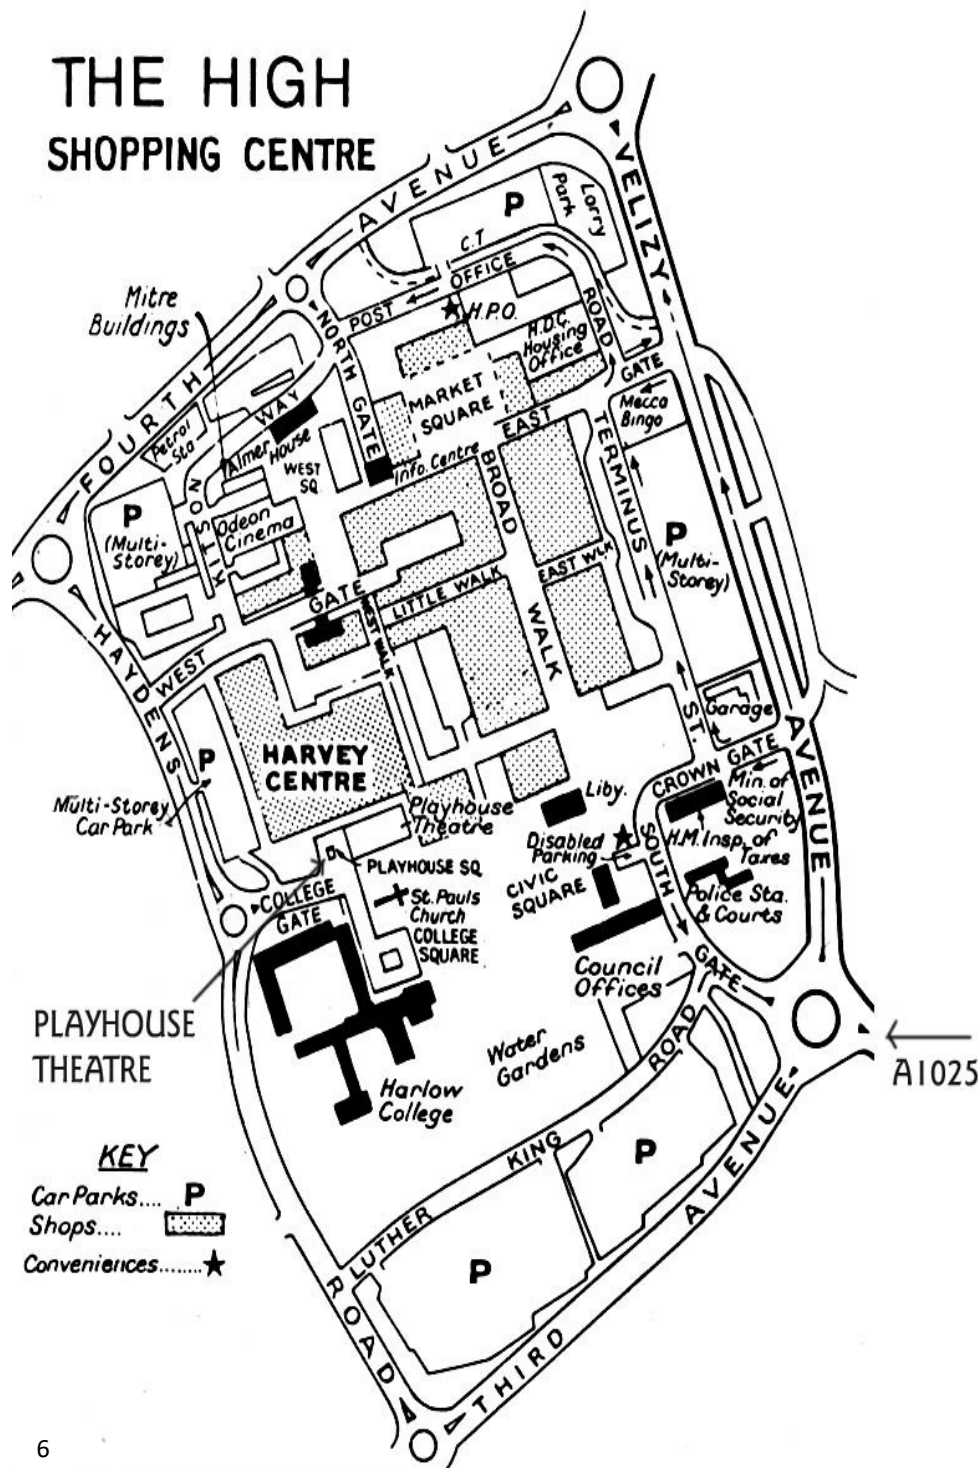 THE HIGH
SHOPPING CENTRE
AVENUE
VELIZY
P
Lorry
Park
C.T
OFFICE
POST
H.P.O.
ROAD
Mitre
Buildings
NORTH
GATE
H.D.C.
Housing
Office
MARKET
SQUARE
EAST
GATE
Mecca
Bingo
FOURTH
Petrol
Sta
WAY
Almer
House
WEST
SQ
Info. Centre
BROAD
TERMINUS
P
(Multi-
Storey)
KITSON
Odeon
Cinema
P
(Multi-
Storey)
GATE
LITTLE WALK
EAST WLK
WEST WALK
WALK
HAYDENS
WEST
HARVEY
CENTRE
P
Multi-Storey
Car Park
ST.
Garage
AVENUE
CROWN GATE
Min. of
Social
Security
Liby.
Playhouse
Theatre
Disabled
Parking
SOUTH
H.M. Insp. of
Taxes
PLAYHOUSE SQ
CIVIC
SQUARE
Police Sta.
& Courts
COLLEGE
GATE
St. Pauls
Church
COLLEGE
SQUARE
Council
Offices
GATE
PLAYHOUSE
THEATRE
Water
Gardens
ROAD
A1025
Harlow
College
KING
P
AVENUE
KEY
Car Parks.... P
Shops....
Conveniences........★
LUTHER
P
ROAD
THIRD
6